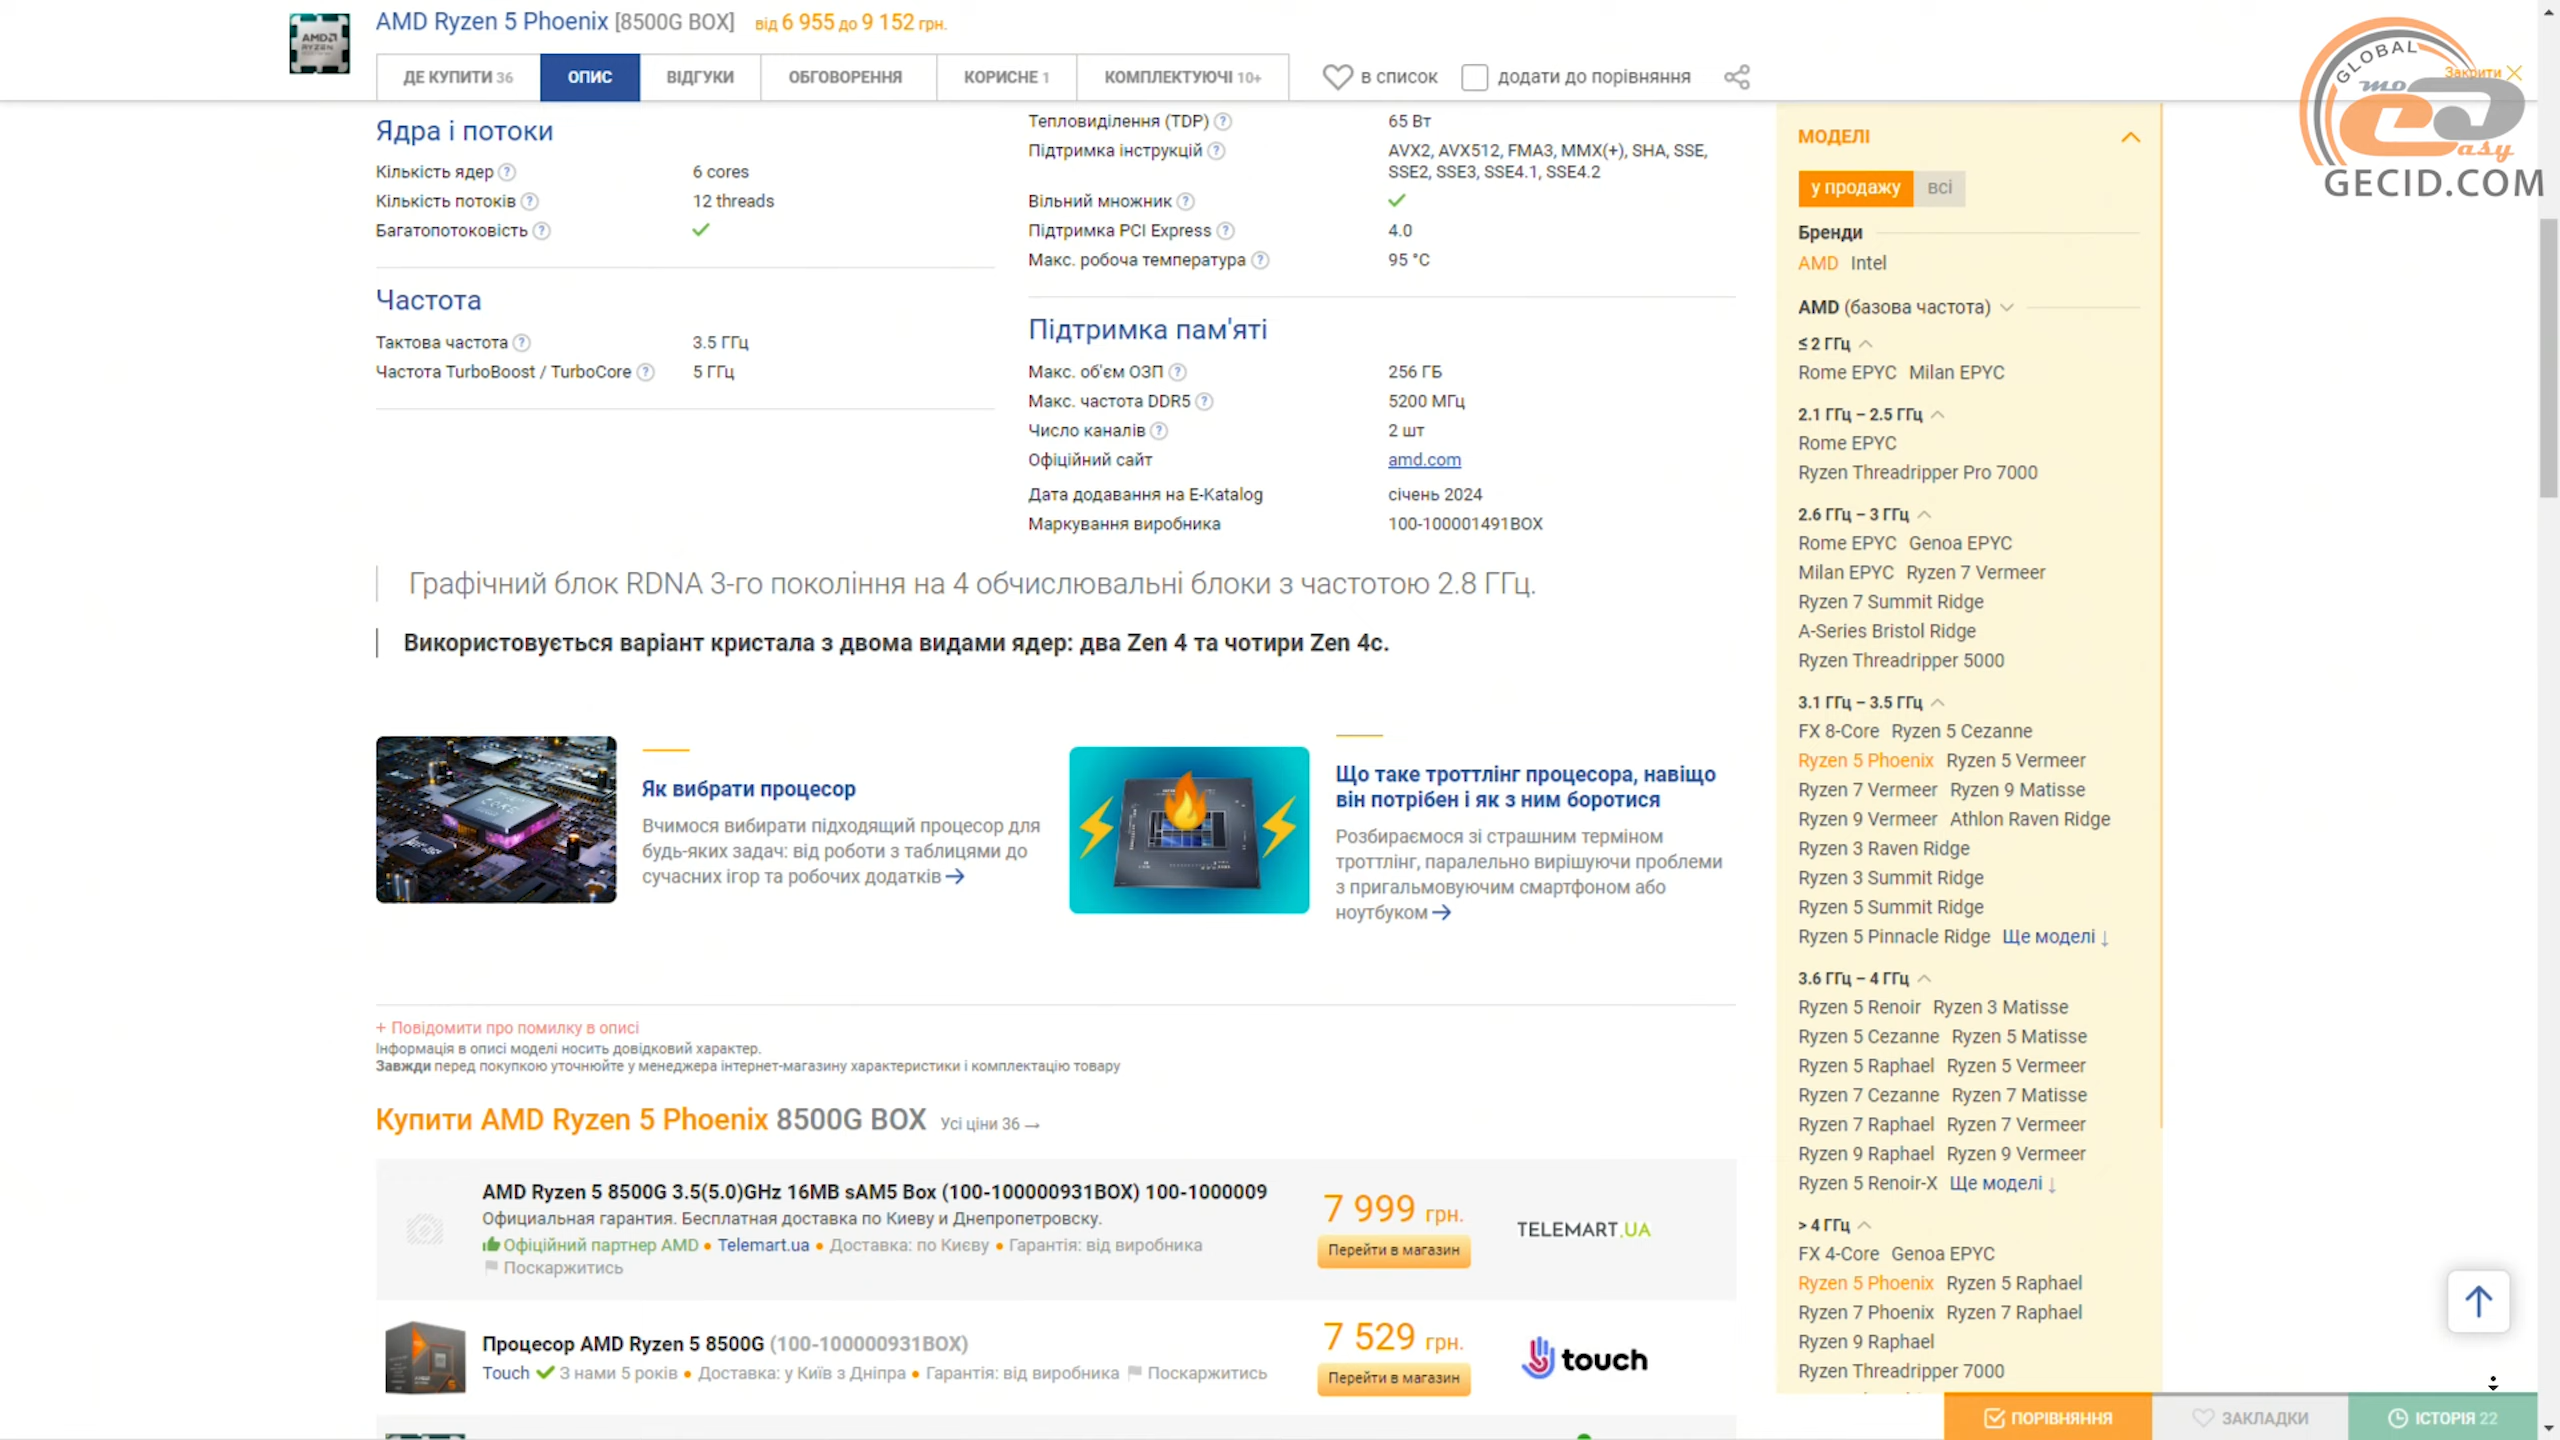 AMD Ryzen 5 Phoenix [8500G BOX] від 6 955 до 9 152 грн.
ДЕ КУПИТИ 36
ОПИС
ВІДГУКИ
ОБГОВОРЕННЯ
КОРИСНЕ 1
КОМПЛЕКТУЮЧІ 10+
в список
додати до порівняння
Закрити
GLOBAL
mo
easy
GECID.COM
AMD
RYZEN
Ядра і потоки
Кількість ядер 6 cores
Кількість потоків 12 threads
Багатопотоковість
Частота
Тактова частота 3.5 ГГц
Частота TurboBoost / TurboCore 5 ГГц
Тепловиділення (TDP) 65 Вт
Підтримка інструкцій AVX2, AVX512, FMA3, MMX(+), SHA, SSE,
SSE2, SSE3, SSE4.1, SSE4.2
Вільний множник
Підтримка PCI Express 4.0
Макс. робоча температура 95 °C
Підтримка пам'яті
Макс. об'єм ОЗП 256 ГБ
Макс. частота DDR5 5200 МГц
Число каналів 2 шт
Офіційний сайт amd.com
Дата додавання на E-Katalog січень 2024
Маркування виробника 100-100001491BOX
Графічний блок RDNA 3-го покоління на 4 обчислювальні блоки з частотою 2.8 ГГц.
Використовується варіант кристала з двома видами ядер: два Zen 4 та чотири Zen 4c.
CORE
Як вибрати процесор
Вчимося вибирати підходящий процесор для
будь-яких задач: від роботи з таблицями до
сучасних ігор та робочих додатків →
Що таке троттлінг процесора, навіщо
він потрібен і як з ним боротися
Розбираємося зі страшним терміном
троттлінг, паралельно вирішуючи проблеми
з пригальмовуючим смартфоном або
ноутбуком →
+ Повідомити про помилку в описі
Інформація в описі моделі носить довідковий характер.
Завжди перед покупкою уточнюйте у менеджера інтернет-магазину характеристики і комплектацію товару
Купити AMD Ryzen 5 Phoenix 8500G BOX Усі ціни 36 →
AMD Ryzen 5 8500G 3.5(5.0)GHz 16MB sAM5 Box (100-100000931BOX) 100-1000009
Официальная гарантия. Бесплатная доставка по Киеву и Днепропетровску.
Офіційний партнер AMD • Telemart.ua • Доставка: по Києву • Гарантія: від виробника
Поскаржитись
7 999 грн.
Перейти в магазин
TELEMART.UA
Процесор AMD Ryzen 5 8500G (100-100000931BOX)
Touch З нами 5 років • Доставка: у Київ з Дніпра • Гарантія: від виробника Поскаржитись
7 529 грн.
Перейти в магазин
touch
МОДЕЛІ
у продажу всі
Бренди
AMD Intel
AMD (базова частота)
≤ 2 ГГц
Rome EPYC Milan EPYC
2.1 ГГц – 2.5 ГГц
Rome EPYC
Ryzen Threadripper Pro 7000
2.6 ГГц – 3 ГГц
Rome EPYC Genoa EPYC
Milan EPYC Ryzen 7 Vermeer
Ryzen 7 Summit Ridge
A-Series Bristol Ridge
Ryzen Threadripper 5000
3.1 ГГц – 3.5 ГГц
FX 8-Core Ryzen 5 Cezanne
Ryzen 5 Phoenix Ryzen 5 Vermeer
Ryzen 7 Vermeer Ryzen 9 Matisse
Ryzen 9 Vermeer Athlon Raven Ridge
Ryzen 3 Raven Ridge
Ryzen 3 Summit Ridge
Ryzen 5 Summit Ridge
Ryzen 5 Pinnacle Ridge Ще моделі ↓
3.6 ГГц – 4 ГГц
Ryzen 5 Renoir Ryzen 3 Matisse
Ryzen 5 Cezanne Ryzen 5 Matisse
Ryzen 5 Raphael Ryzen 5 Vermeer
Ryzen 7 Cezanne Ryzen 7 Matisse
Ryzen 7 Raphael Ryzen 7 Vermeer
Ryzen 9 Raphael Ryzen 9 Vermeer
Ryzen 5 Renoir-X Ще моделі ↓
> 4 ГГц
FX 4-Core Genoa EPYC
Ryzen 5 Phoenix Ryzen 5 Raphael
Ryzen 7 Phoenix Ryzen 7 Raphael
Ryzen 9 Raphael
Ryzen Threadripper 7000
ПОРІВНЯННЯ
ЗАКЛАДКИ
ІСТОРІЯ 22